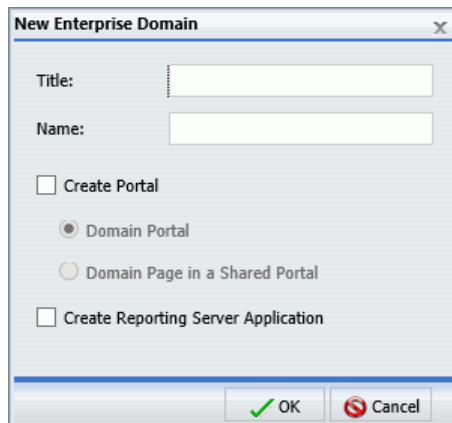 New Enterprise Domain
Title:
Name:
Create Portal
Domain Portal
Domain Page in a Shared Portal
Create Reporting Server Application
OK Cancel